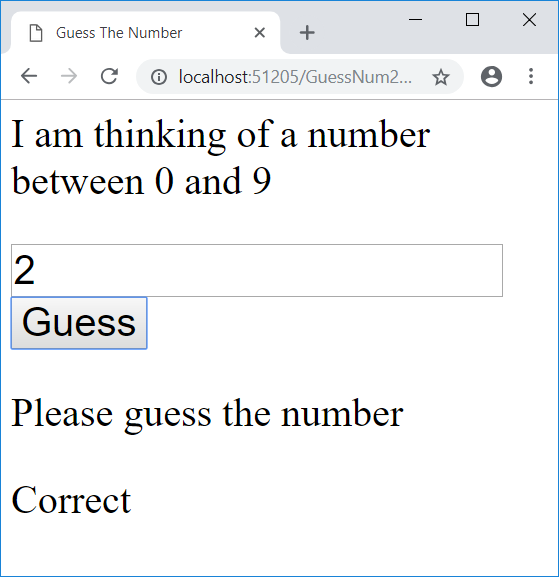 Guess The Number
localhost:51205/GuessNum2...
I am thinking of a number
between 0 and 9
2
Guess
Please guess the number
Correct